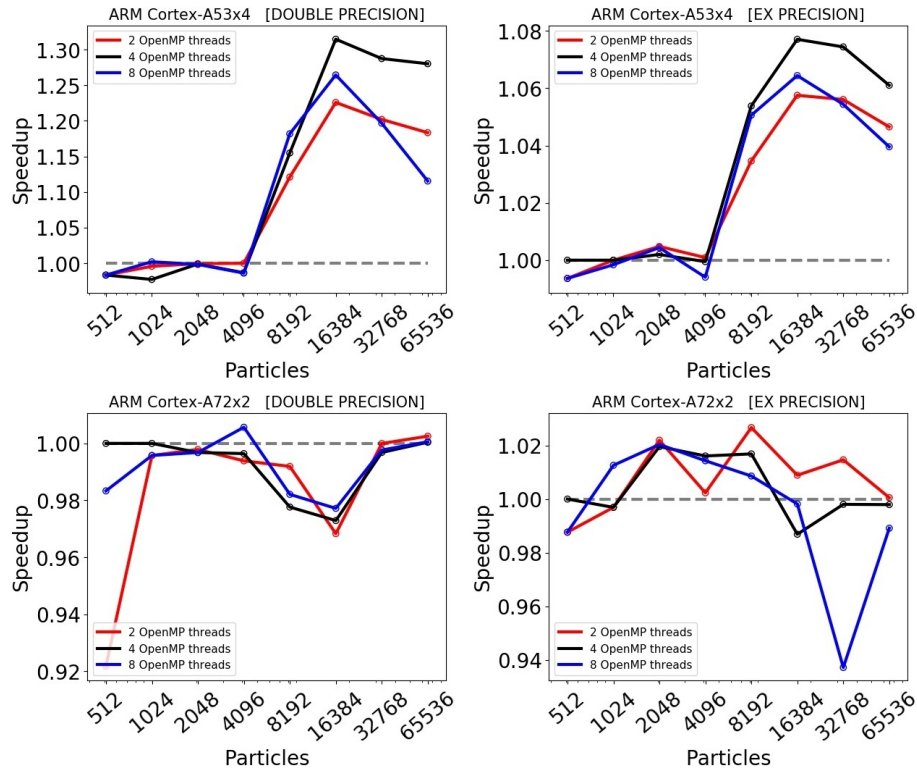 ARM Cortex-A53x4 [DOUBLE PRECISION]
2 OpenMP threads
4 OpenMP threads
8 OpenMP threads
Speedup
1.30
1.25
1.20
1.15
1.10
1.05
1.00
512
1024
2048
4096
8192
16384
32768
65536
Particles
ARM Cortex-A53x4 [EX PRECISION]
2 OpenMP threads
4 OpenMP threads
8 OpenMP threads
Speedup
1.08
1.06
1.04
1.02
1.00
512
1024
2048
4096
8192
16384
32768
65536
Particles
ARM Cortex-A72x2 [DOUBLE PRECISION]
Speedup
1.00
0.98
0.96
0.94
0.92
2 OpenMP threads
4 OpenMP threads
8 OpenMP threads
512
1024
2048
4096
8192
16384
32768
65536
Particles
ARM Cortex-A72x2 [EX PRECISION]
Speedup
1.02
1.00
0.98
0.96
0.94
2 OpenMP threads
4 OpenMP threads
8 OpenMP threads
512
1024
2048
4096
8192
16384
32768
65536
Particles